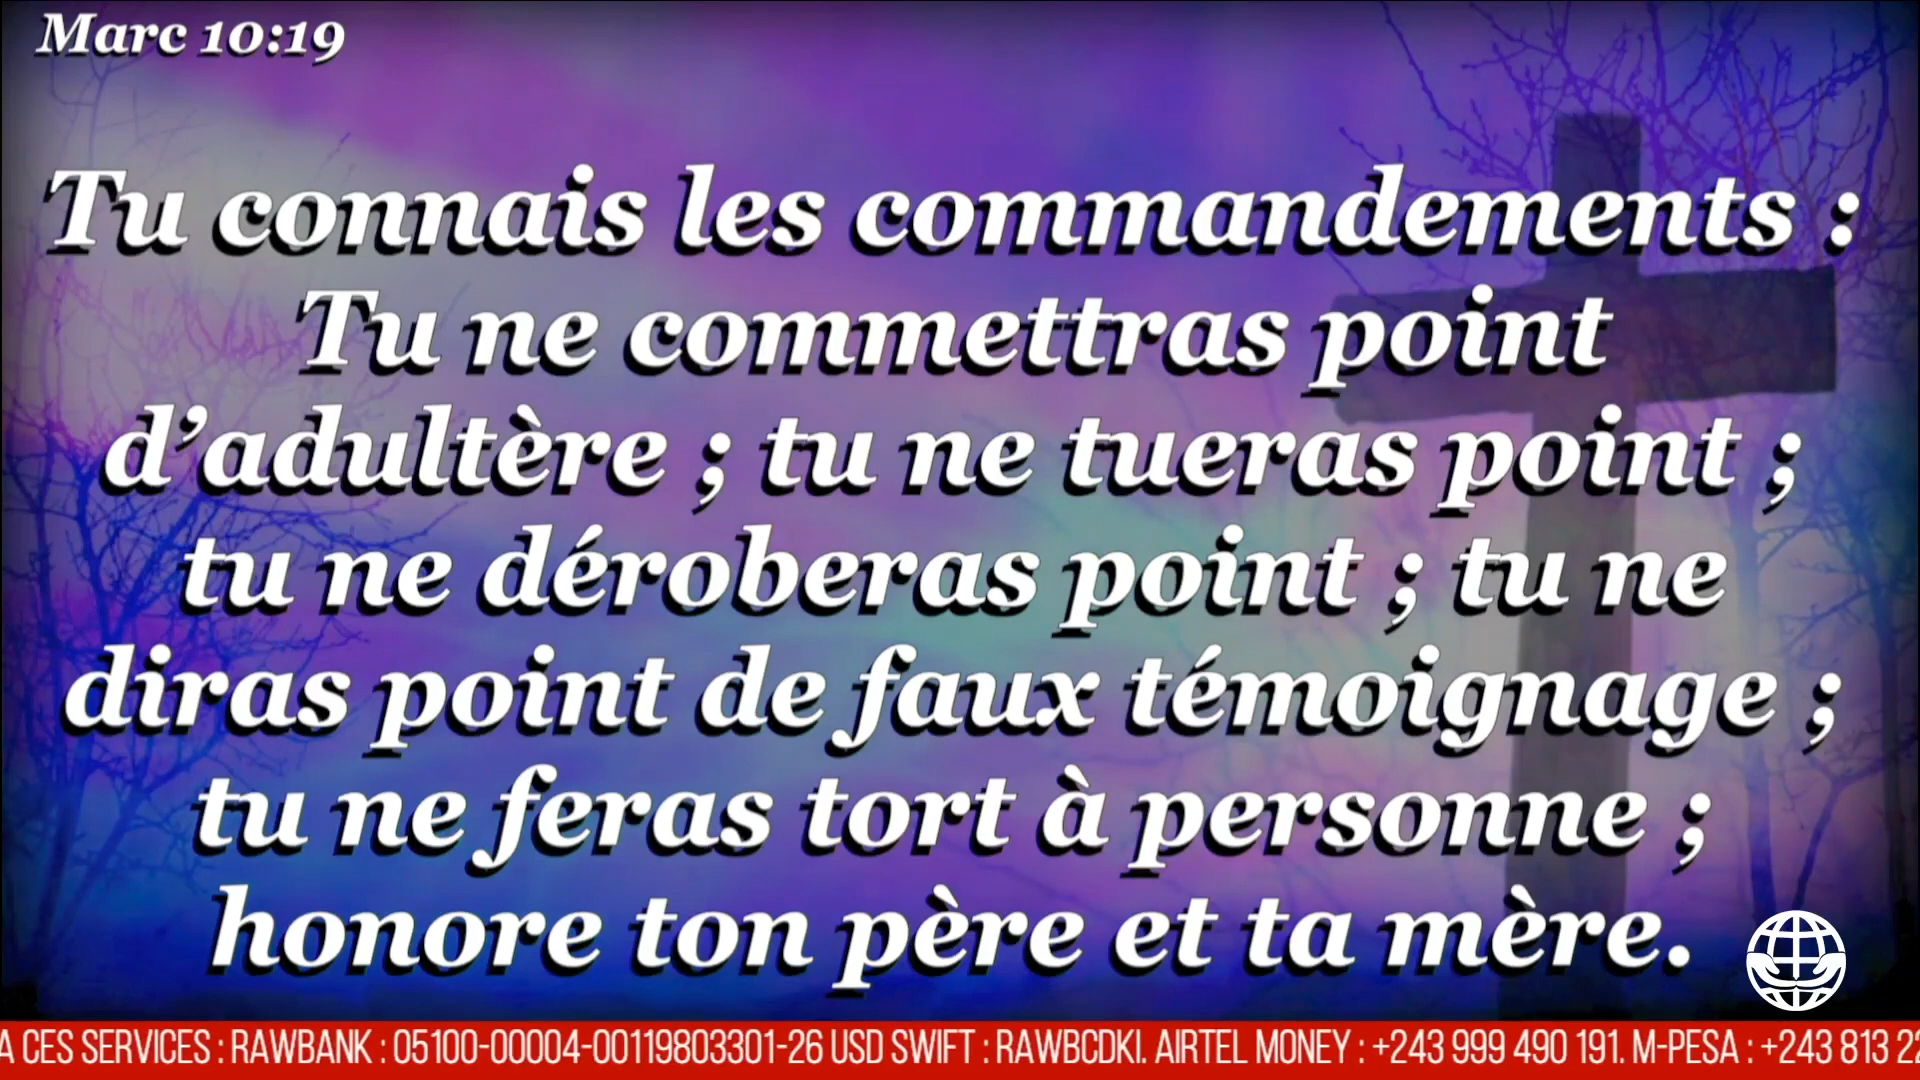 Marc 10:19
Tu connais les commandements :
Tu ne commettras point
d’adultère ; tu ne tueras point ;
tu ne déroberas point ; tu ne
diras point de faux témoignage ;
tu ne feras tort à personne ;
honore ton père et ta mère.
A CES SERVICES : RAWBANK : 05100-00004-00119803301-26 USD SWIFT : RAWBCDKI. AIRTEL MONEY : +243 999 490 191. M-PESA : +243 813 22